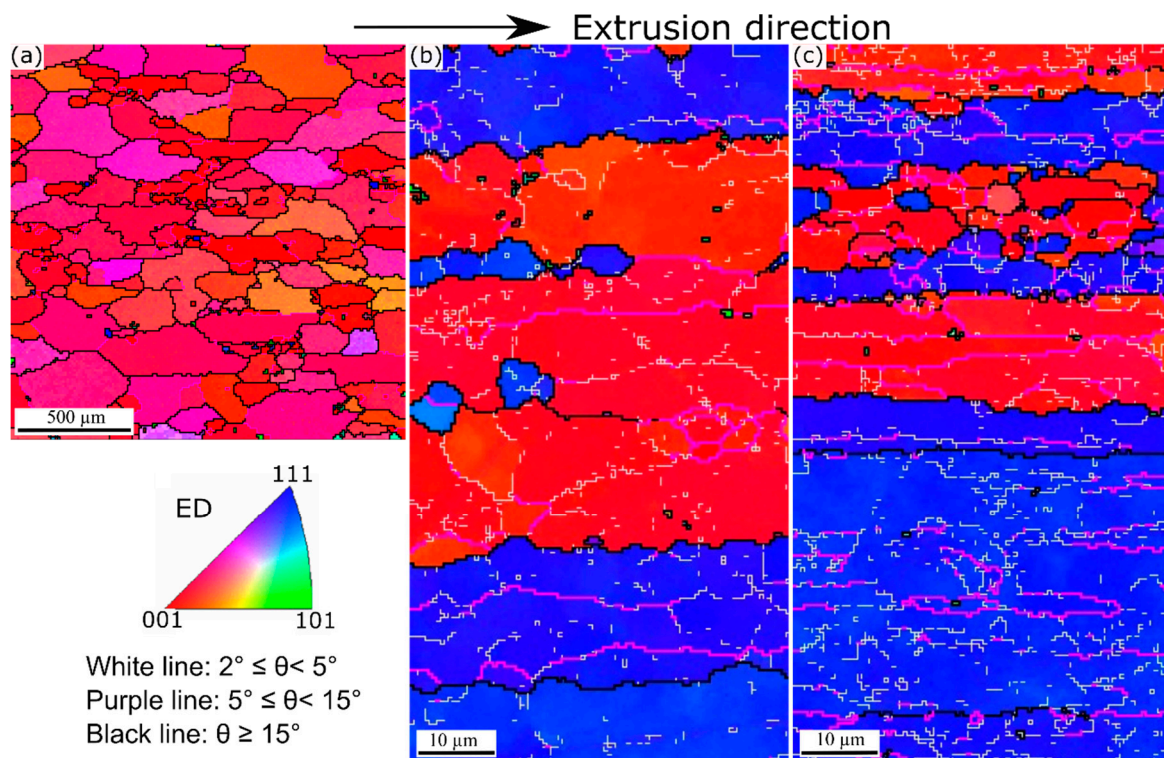 Extrusion direction
(a)
(b)
(c)
500 µm
111
ED
001
101
White line: 2° ≤ θ< 5°
Purple line: 5° ≤ θ< 15°
Black line: θ ≥ 15°
10 µm
10 µm